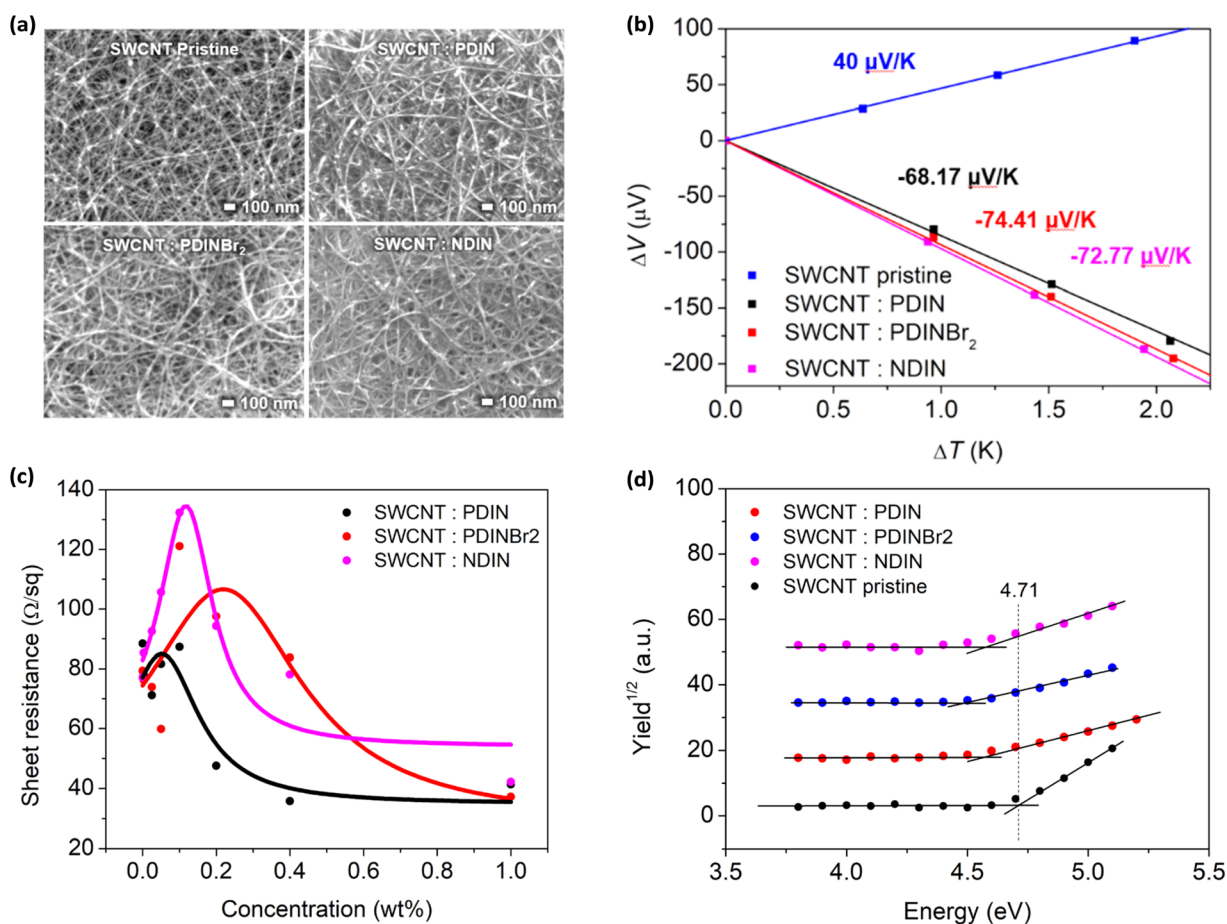 (a)
SWCNT Pristine
100 nm
SWCNT : PDIN
100 nm
SWCNT : PDINBr₂
100 nm
SWCNT : NDIN
100 nm
(b)
100
50
0
-50
-100
-150
-200
ΔV (μV)
40 μV/K
-68.17 μV/K
-74.41 μV/K
-72.77 μV/K
SWCNT pristine
SWCNT : PDIN
SWCNT : PDINBr₂
SWCNT : NDIN
0.0 0.5 1.0 1.5 2.0
ΔT (K)
(c)
140
120
100
80
60
40
20
Sheet resistance (Ω/sq)
SWCNT : PDIN
SWCNT : PDINBr2
SWCNT : NDIN
0.0 0.2 0.4 0.6 0.8 1.0
Concentration (wt%)
(d)
100
80
60
40
20
0
Yield¹ᐟ² (a.u.)
SWCNT : PDIN
SWCNT : PDINBr2
SWCNT : NDIN
SWCNT pristine
4.71
3.5 4.0 4.5 5.0 5.5
Energy (eV)